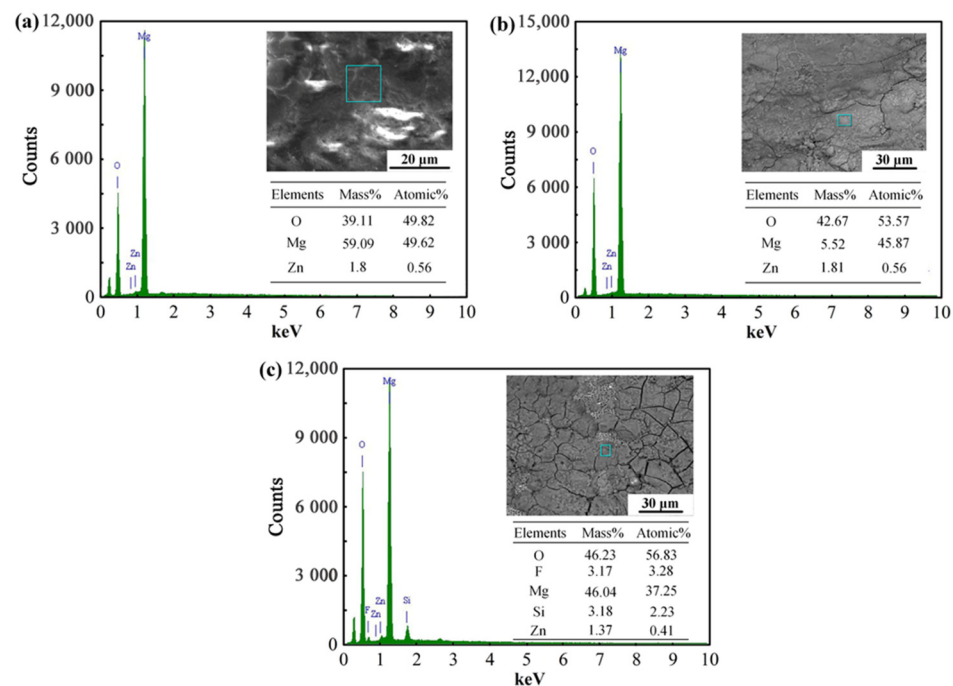 (a)
12,000
9 000
6 000
3 000
0
Counts
Mg
O
Zn
Zn
20 μm
Elements Mass% Atomic%
O 39.11 49.82
Mg 59.09 49.62
Zn 1.8 0.56
0 1 2 3 4 5 6 7 8 9 10
keV
(b)
15,000
13,000
9,000
6,000
3,000
0
Counts
Mg
O
Zn
Zn
30 μm
Elements Mass% Atomic%
O 42.67 53.57
Mg 5.52 45.87
Zn 1.81 0.56
0 1 2 3 4 5 6 7 8 9 10
keV
(c)
12,000
9 000
6 000
3 000
0
Counts
Mg
O
F
Zn
Zn
Si
30 μm
Elements Mass% Atomic%
O 46.23 56.83
F 3.17 3.28
Mg 46.04 37.25
Si 3.18 2.23
Zn 1.37 0.41
0 1 2 3 4 5 6 7 8 9 10
keV